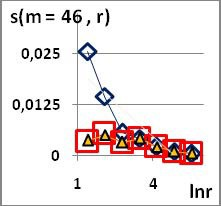 s(m = 46 , r)
0,025
0,0125
0
1 4 lnr